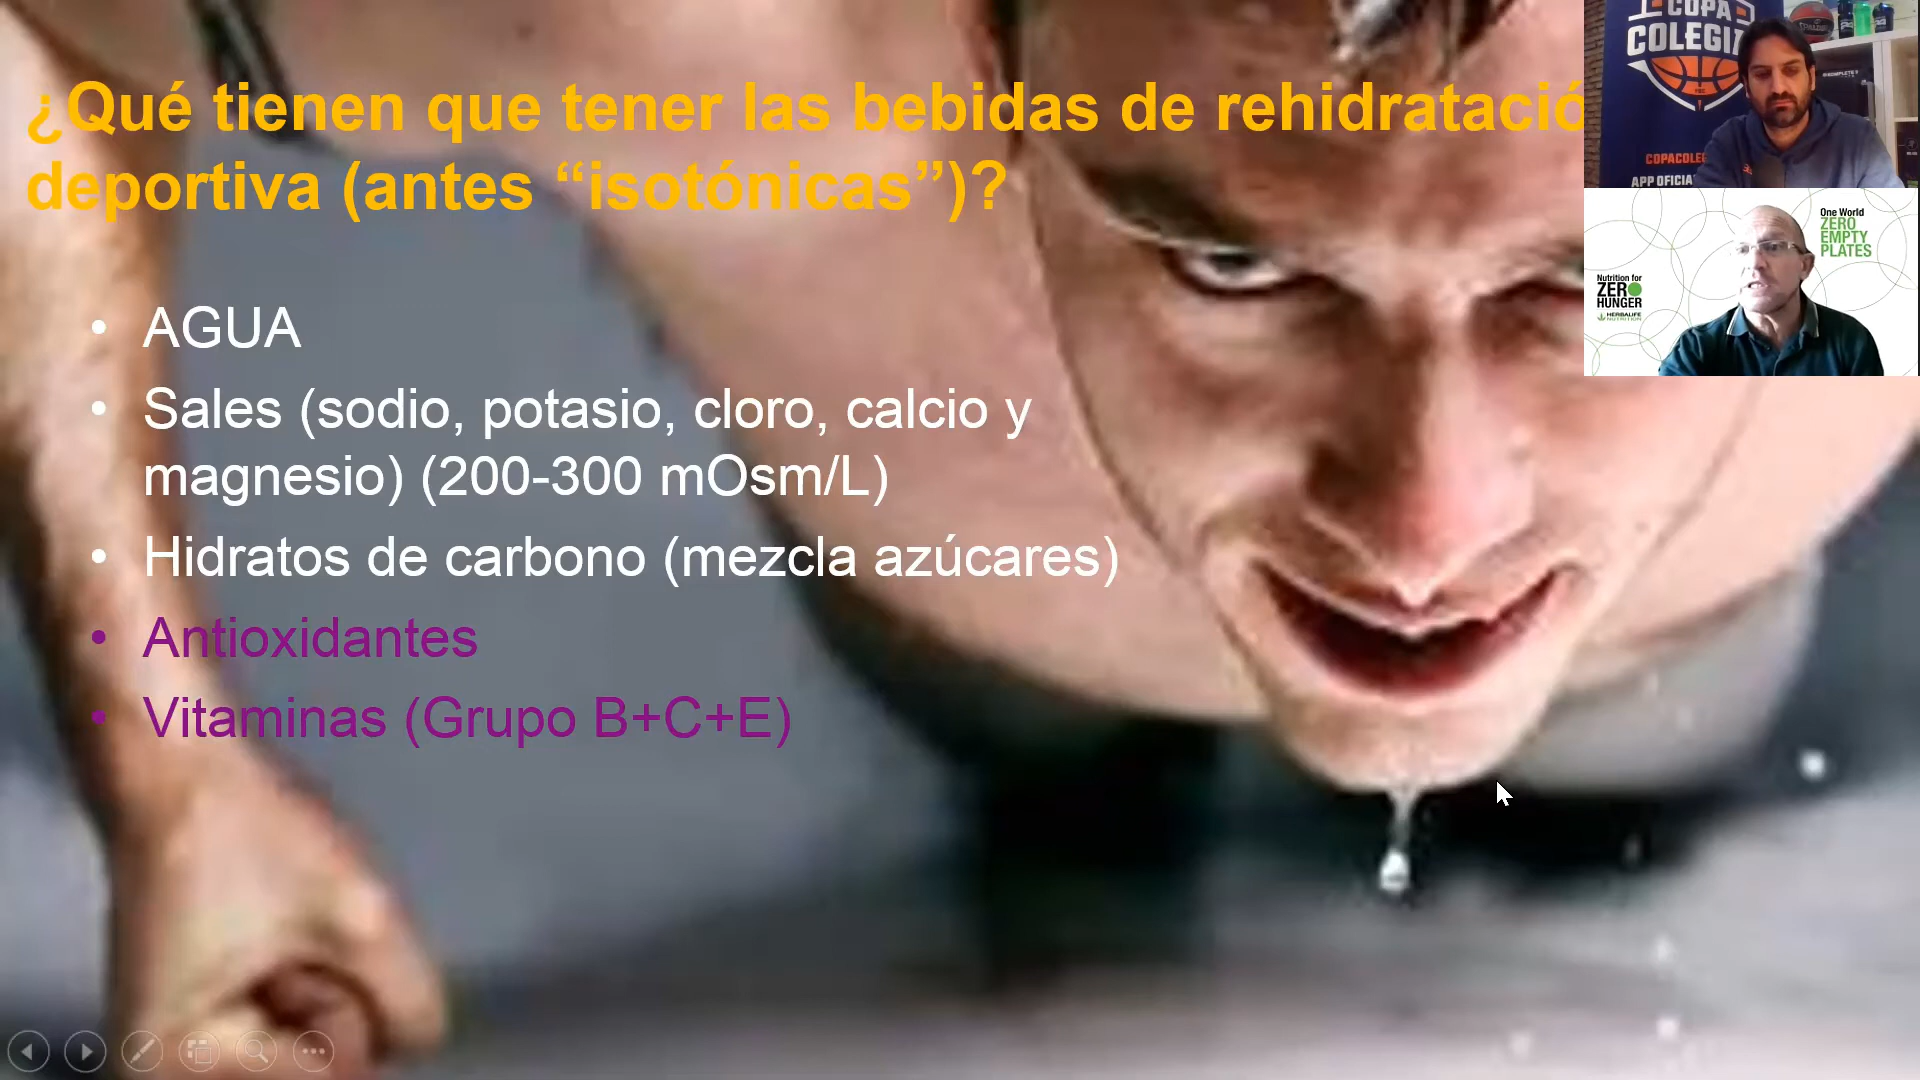 ¿Qué tienen que tener las bebidas de rehidratació
deportiva (antes “isotónicas”)?
• AGUA
• Sales (sodio, potasio, cloro, calcio y
magnesio) (200-300 mOsm/L)
• Hidratos de carbono (mezcla azúcares)
• Antioxidantes
• Vitaminas (Grupo B+C+E)
COPA
COLEGI
COPACOLE
APP OFICIA
One World
ZERO
EMPTY
PLATES
Nutrition for
ZERO
HUNGER
HERBALIFE
NUTRITION